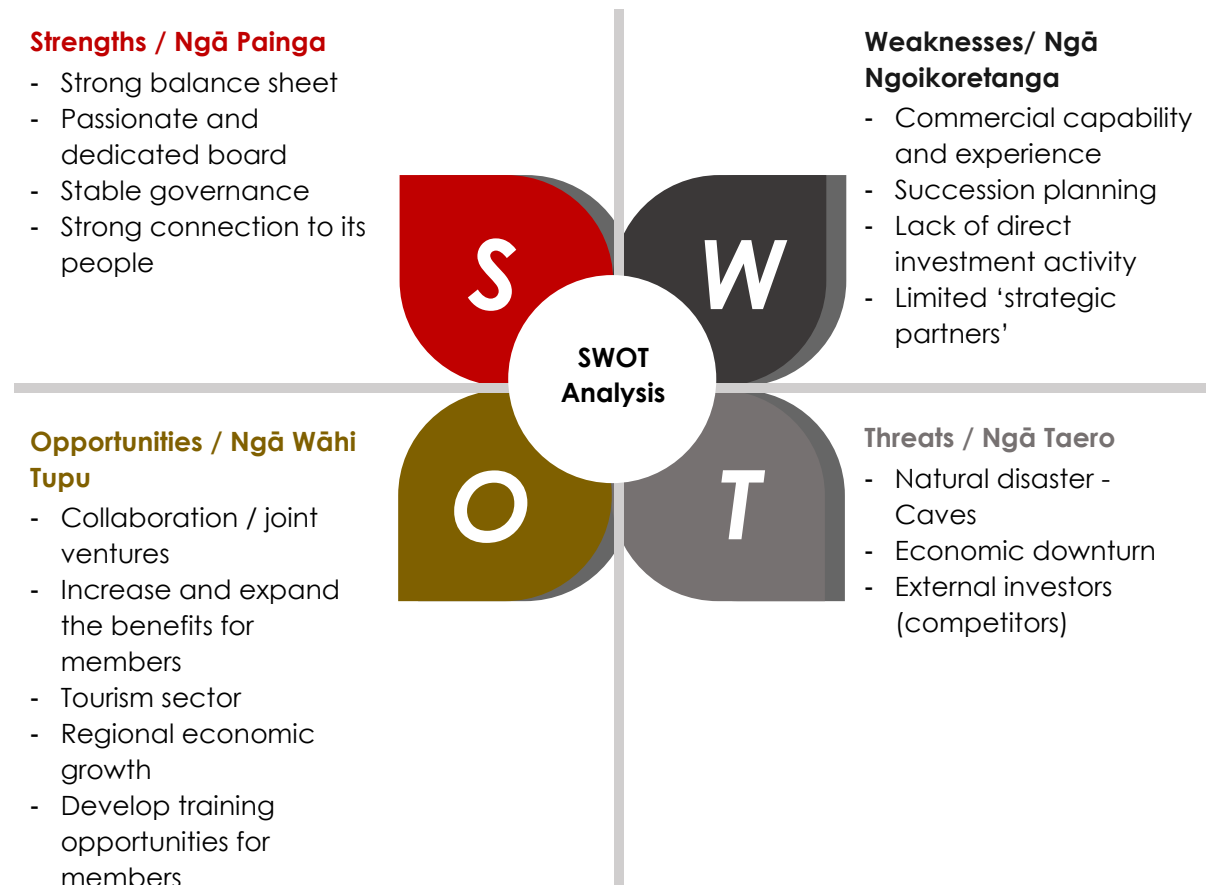 Strengths / Ngā Painga
- Strong balance sheet
- Passionate and
dedicated board
- Stable governance
- Strong connection to its
people
Weaknesses/ Ngā
Ngoikoretanga
- Commercial capability
and experience
- Succession planning
- Lack of direct
investment activity
- Limited ‘strategic
partners’
S
W
SWOT
Analysis
O
T
Opportunities / Ngā Wāhi
Tupu
- Collaboration / joint
ventures
- Increase and expand
the benefits for
members
- Tourism sector
- Regional economic
growth
- Develop training
opportunities for
members
Threats / Ngā Taero
- Natural disaster -
Caves
- Economic downturn
- External investors
(competitors)